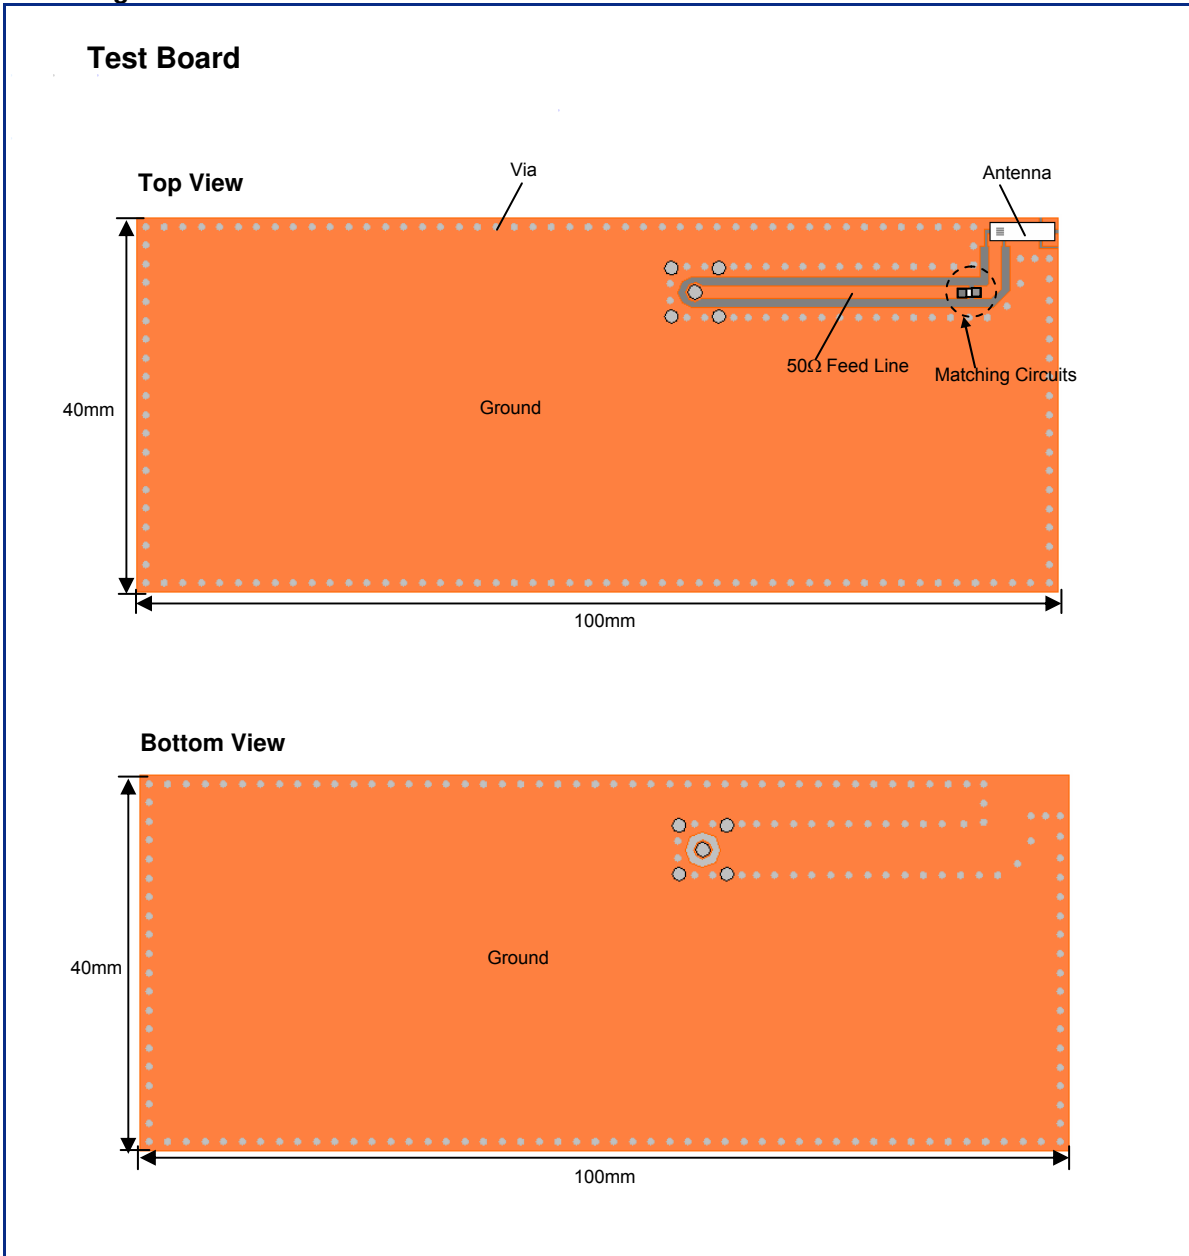 Test Board
Top View
Via
Antenna
50Ω Feed Line
Matching Circuits
Ground
40mm
100mm
Bottom View
Ground
40mm
100mm